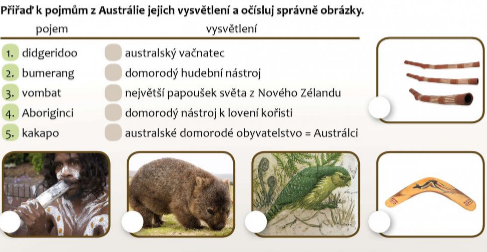 Přiřaď k pojmům z Austrálie jejich vysvětlení a očísluj správně obrázky.
pojem vysvětlení
1. didgeridoo australský vačnatec
2. bumerang domorodý hudební nástroj
3. vombat největší papoušek světa z Nového Zélandu
4. Aboriginci domorodý nástroj k lovení kořisti
5. kakapo australské domorodé obyvatelstvo = Austrálci